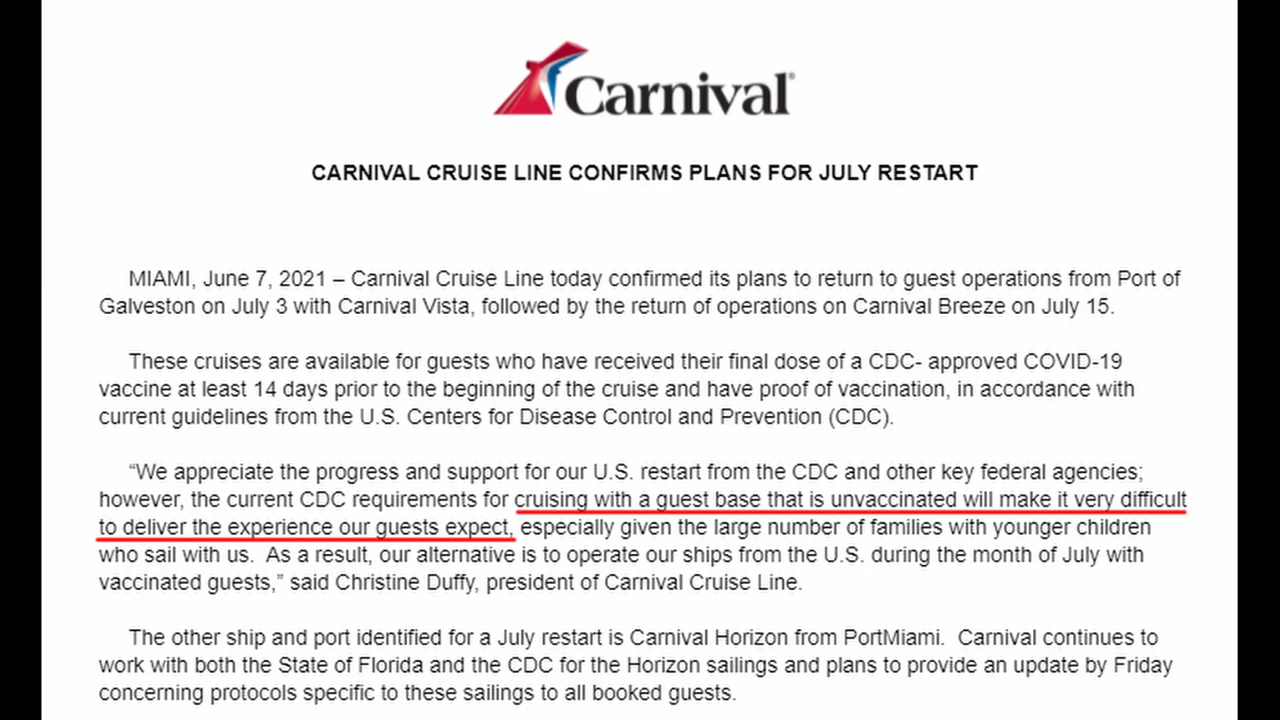 Carnival®
CARNIVAL CRUISE LINE CONFIRMS PLANS FOR JULY RESTART
MIAMI, June 7, 2021 – Carnival Cruise Line today confirmed its plans to return to guest operations from Port of
Galveston on July 3 with Carnival Vista, followed by the return of operations on Carnival Breeze on July 15.
These cruises are available for guests who have received their final dose of a CDC- approved COVID-19
vaccine at least 14 days prior to the beginning of the cruise and have proof of vaccination, in accordance with
current guidelines from the U.S. Centers for Disease Control and Prevention (CDC).
“We appreciate the progress and support for our U.S. restart from the CDC and other key federal agencies;
however, the current CDC requirements for cruising with a guest base that is unvaccinated will make it very difficult
to deliver the experience our guests expect, especially given the large number of families with younger children
who sail with us.  As a result, our alternative is to operate our ships from the U.S. during the month of July with
vaccinated guests,” said Christine Duffy, president of Carnival Cruise Line.
The other ship and port identified for a July restart is Carnival Horizon from PortMiami.  Carnival continues to
work with both the State of Florida and the CDC for the Horizon sailings and plans to provide an update by Friday
concerning protocols specific to these sailings to all booked guests.